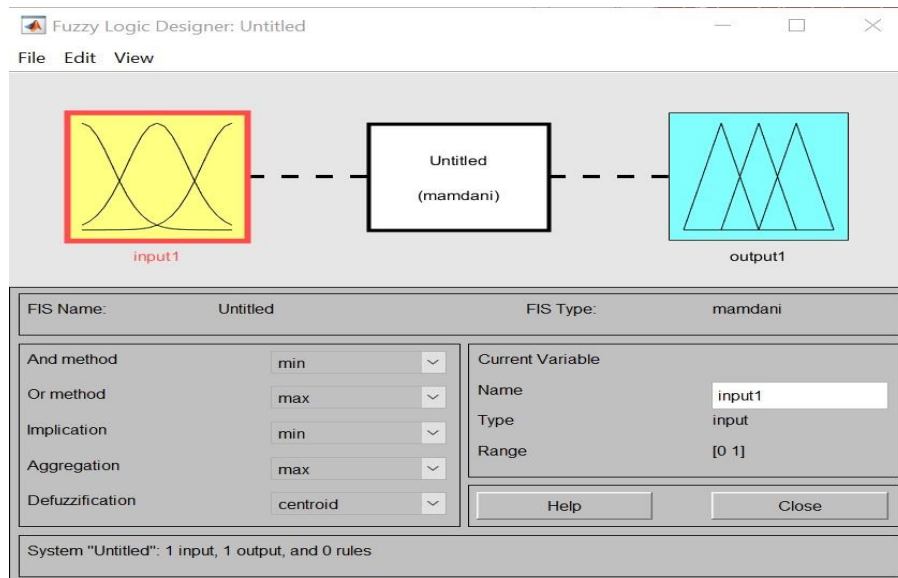 Fuzzy Logic Designer: Untitled
File Edit View
Untitled
(mamdani)
input1
output1
FIS Name: Untitled FIS Type: mamdani
And method min
Or method max
Implication min
Aggregation max
Defuzzification centroid
Current Variable
Name input1
Type input
Range [0 1]
Help Close
System "Untitled": 1 input, 1 output, and 0 rules